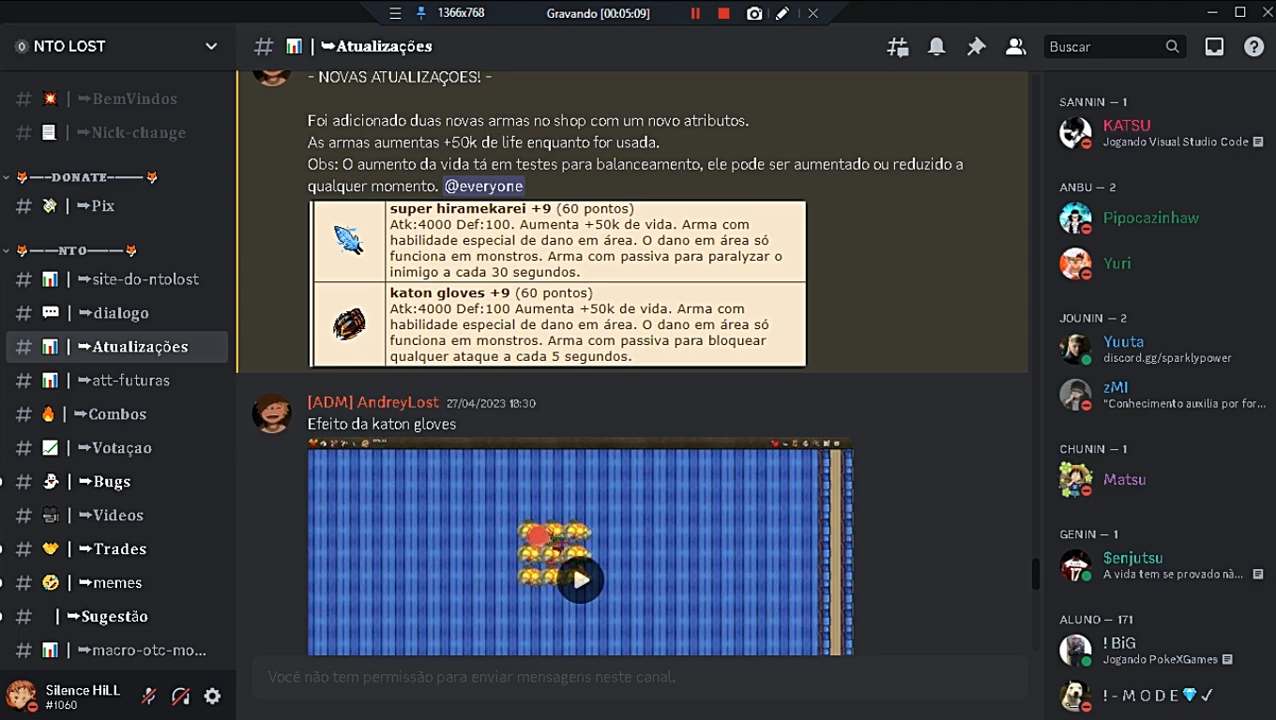 1366x768
Gravando [00:05:09]
NTO LOST
| ➥Atualizações
Buscar
| ➥BemVindos
| ➥Nick-change
——DONATE———
| ➥Pix
———NTO———
| ➥site-do-ntolost
| ➥dialogo
| ➥Atualizações
| ➥att-futuras
| ➥Combos
| ➥Votaçao
| ➥Bugs
| ➥Videos
| ➥Trades
| ➥memes
| ➥Sugestão
| ➥macro-otc-mo...
Silence HiLL
#1060
- NOVAS ATUALIZAÇÕES! -
Foi adicionado duas novas armas no shop com um novo atributos.
As armas aumentas +50k de life enquanto for usada.
Obs: O aumento da vida tá em testes para balanceamento, ele pode ser aumentado ou reduzido a
qualquer momento. @everyone
super hiramekarei +9 (60 pontos)
Atk:4000 Def:100. Aumenta +50k de vida. Arma com
habilidade especial de dano em área. O dano em área só
funciona em monstros. Arma com passiva para paralyzar o
inimigo a cada 30 segundos.
katon gloves +9 (60 pontos)
Atk:4000 Def:100 Aumenta +50k de vida. Arma com
habilidade especial de dano em área. O dano em área só
funciona em monstros. Arma com passiva para bloquear
qualquer ataque a cada 5 segundos.
[ADM] AndreyLost 27/04/2023 18:30
Efeito da katon gloves
Você não tem permissão para enviar mensagens neste canal.
SANNIN — 1
KATSU
Jogando Visual Studio Code
ANBU — 2
Pipocazinhaw
Yuri
JOUNIN — 2
Yuuta
discord.gg/sparklypower
zMI
"Conhecimento auxilia por for...
CHUNIN — 1
Matsu
GENIN — 1
$enjutsu
A vida tem se provado nã...
ALUNO — 171
! BiG
Jogando PokeXGames
! - M O D E💎✓